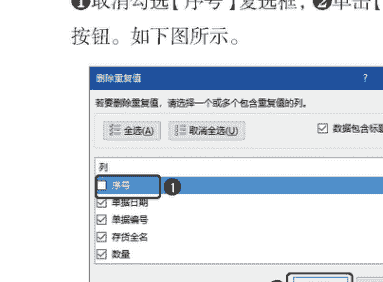 ❶取消勾选【序号】复选框，❷单击【
按钮。如下图所示。
删除重复值 ?
若要删除重复值，请选择一个或多个包含重复值的列。
全选(A) 取消全选(U) 数据包含标题
列
序号 ❶
单据日期
单据编号
存货全名
数量